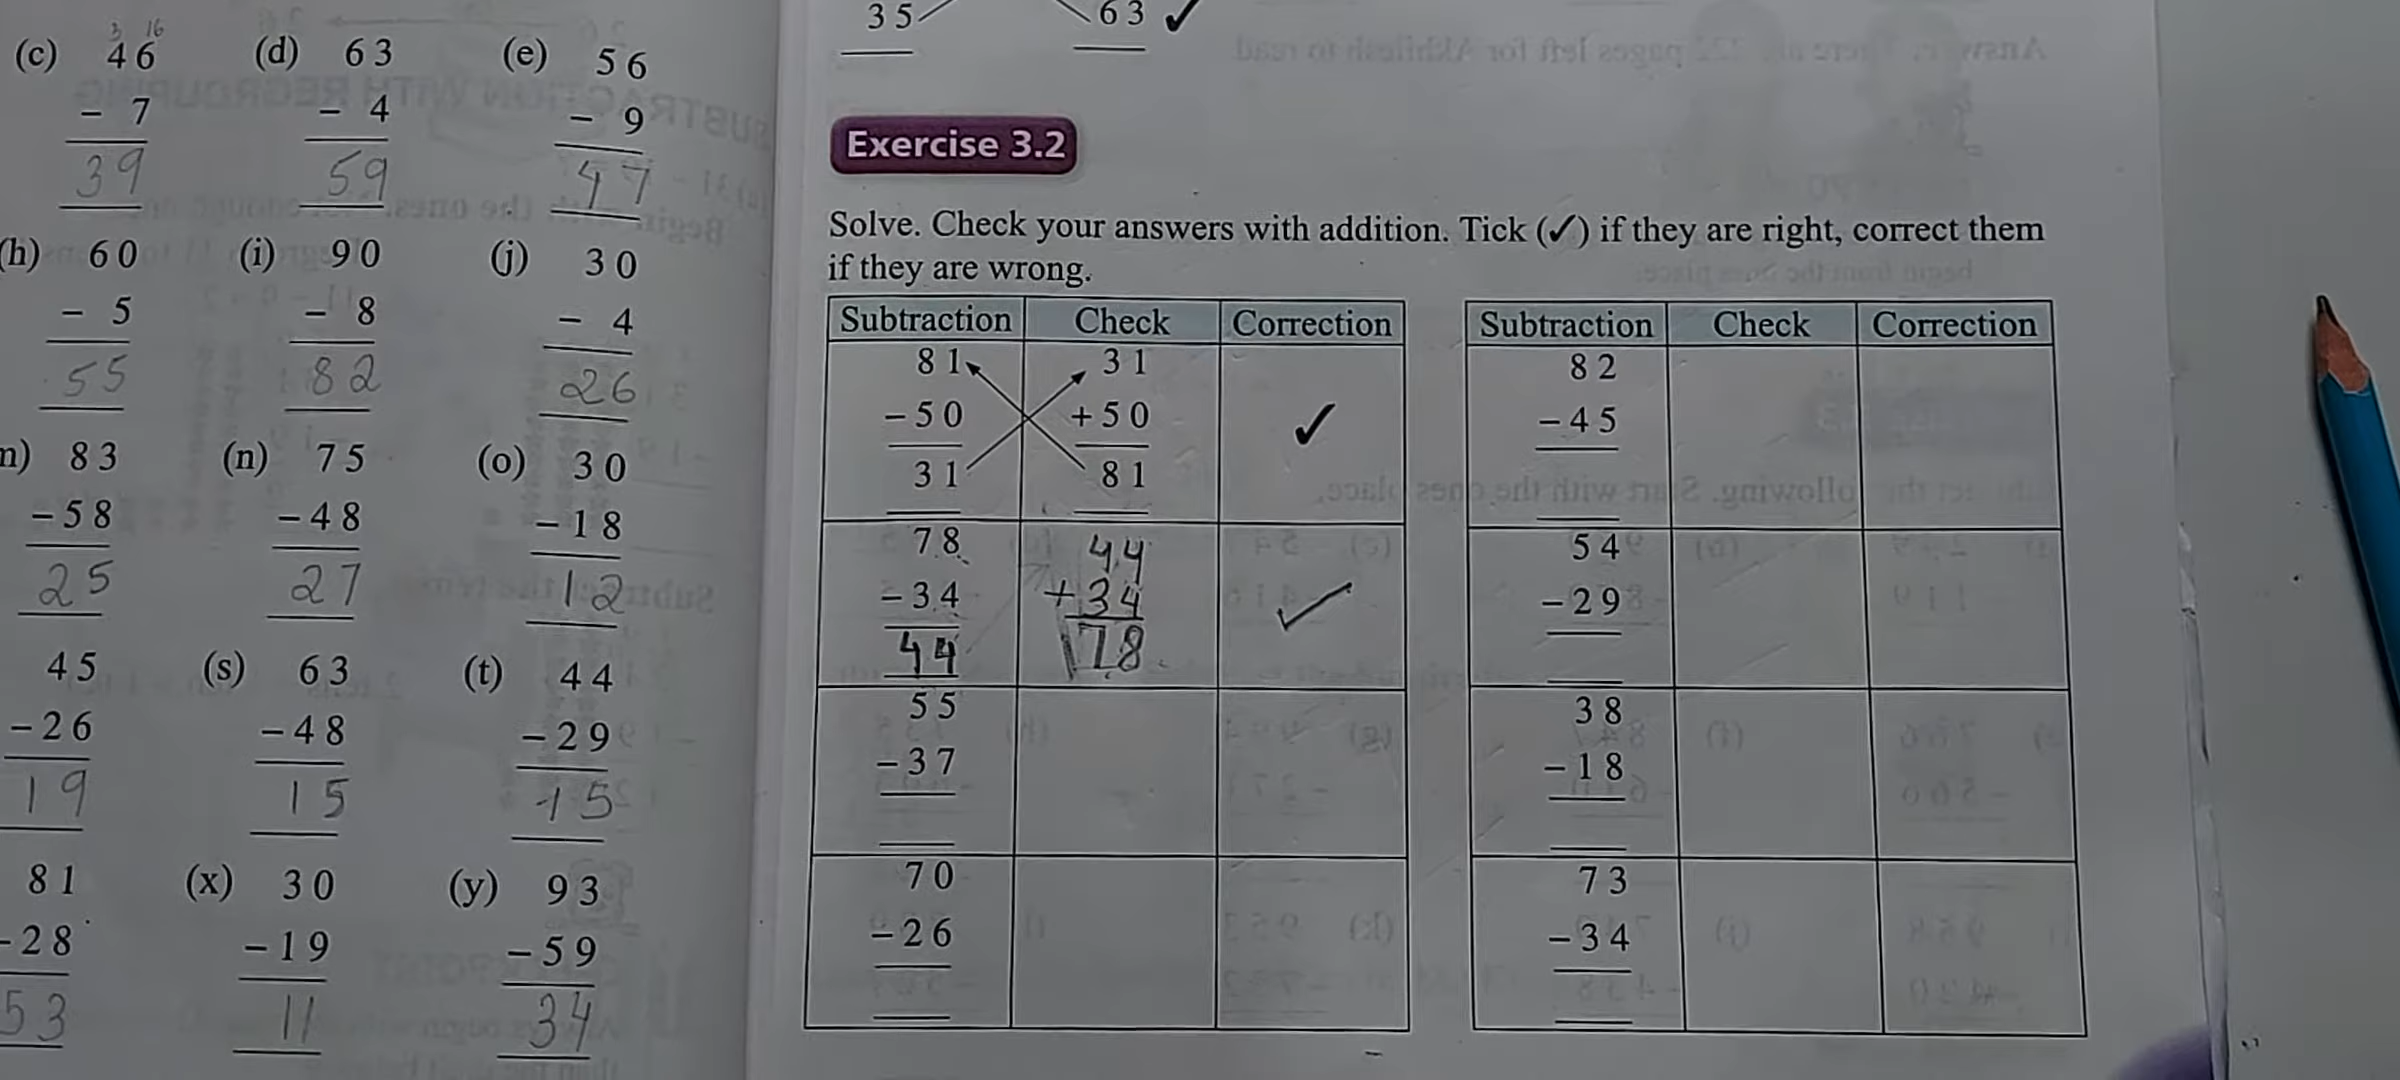 (c) 46
3 16
- 7
39
(d) 63
- 4
59
(e) 56
- 9
47
(h) 60
- 5
55
(i) 90
- 8
82
(j) 30
- 4
26
83
-58
25
(n) 75
-48
27
(o) 30
-18
12
45
-26
19
(s) 63
-48
15
(t) 44
-29
15
81
-28
53
(x) 30
-19
11
(y) 93
-59
34
35 63 ✓
Exercise 3.2
Solve. Check your answers with addition. Tick (✓) if they are right, correct them
if they are wrong.
Subtraction Check Correction
81 31
-50 +50 ✓
31 81
78 44
-34 +34 ✓
44 78
55
-37
70
-26
Subtraction Check Correction
82
-45
54
-29
38
-18
73
-34